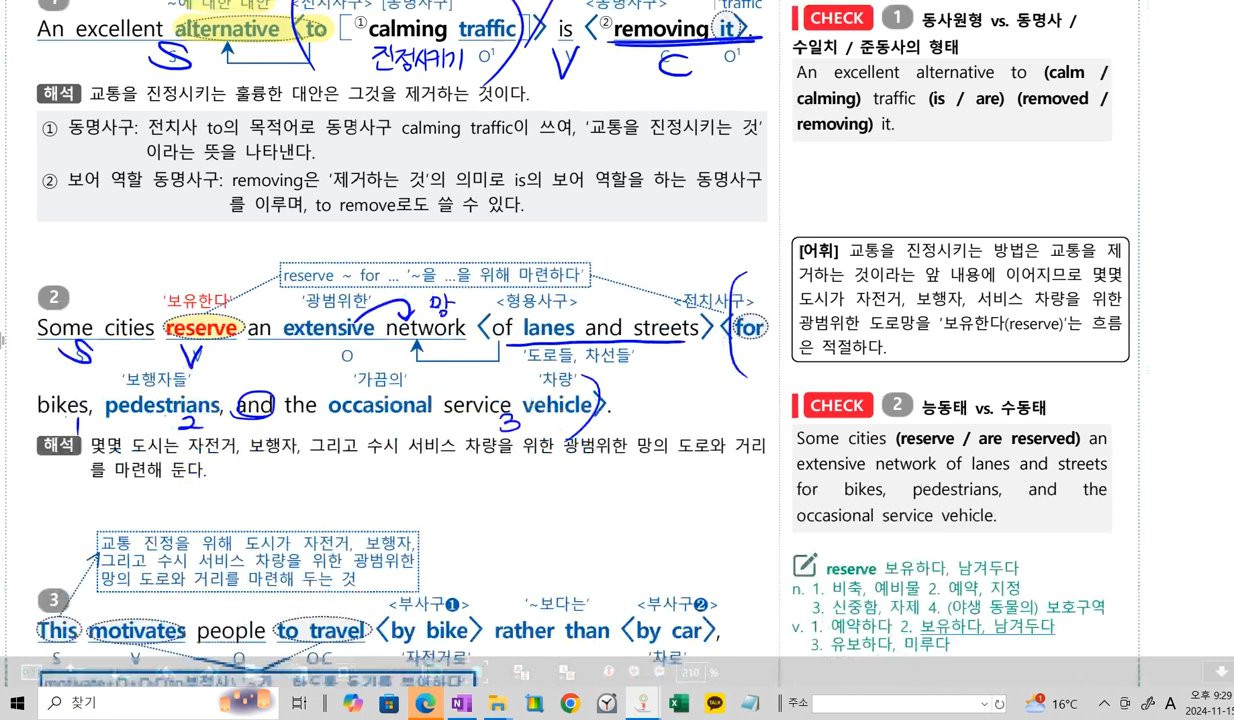 '~에 대한 대안' <전치사구> [동명사구] <동명사구> 'traffic'
An excellent alternative <to [①calming traffic]> is <②removing it>.
S 진정시키기 O¹ V C O¹
해석 교통을 진정시키는 훌륭한 대안은 그것을 제거하는 것이다.
① 동명사구: 전치사 to의 목적어로 동명사구 calming traffic이 쓰여, '교통을 진정시키는 것'
이라는 뜻을 나타낸다.
② 보어 역할 동명사구: removing은 '제거하는 것'의 의미로 is의 보어 역할을 하는 동명사구
를 이루며, to remove로도 쓸 수 있다.
reserve ~ for ... '~을 ...을 위해 마련하다'
2 '보유한다' '광범위한' 망 <형용사구> <전치사구>
Some cities reserve an extensive network <of lanes and streets> <for
S V O '도로들, 차선들'
'보행자들' '가끔의' '차량'
bikes, pedestrians, and the occasional service vehicle>.
1 2 3
해석 몇몇 도시는 자전거, 보행자, 그리고 수시 서비스 차량을 위한 광범위한 망의 도로와 거리
를 마련해 둔다.
교통 진정을 위해 도시가 자전거, 보행자,
그리고 수시 서비스 차량을 위한 광범위한
망의 도로와 거리를 마련해 두는 것
3 <부사구❶> '~보다는' <부사구❷>
This motivates people to travel <by bike> rather than <by car>,
S V O O·C '자전거로' '차로'
CHECK 1 동사원형 vs. 동명사 /
수일치 / 준동사의 형태
An excellent alternative to (calm /
calming) traffic (is / are) (removed /
removing) it.
[어휘] 교통을 진정시키는 방법은 교통을 제
거하는 것이라는 앞 내용에 이어지므로 몇몇
도시가 자전거, 보행자, 서비스 차량을 위한
광범위한 도로망을 '보유한다(reserve)'는 흐름
은 적절하다.
CHECK 2 능동태 vs. 수동태
Some cities (reserve / are reserved) an
extensive network of lanes and streets
for bikes, pedestrians, and the
occasional service vehicle.
reserve 보유하다, 남겨두다
n. 1. 비축, 예비물 2. 예약, 지정
3. 신중함, 자제 4. (야생 동물의) 보호구역
v. 1. 예약하다 2. 보유하다, 남겨두다
3. 유보하다, 미루다
210 %
찾기 주소 16°C A 오후 9:29
2024-11-15